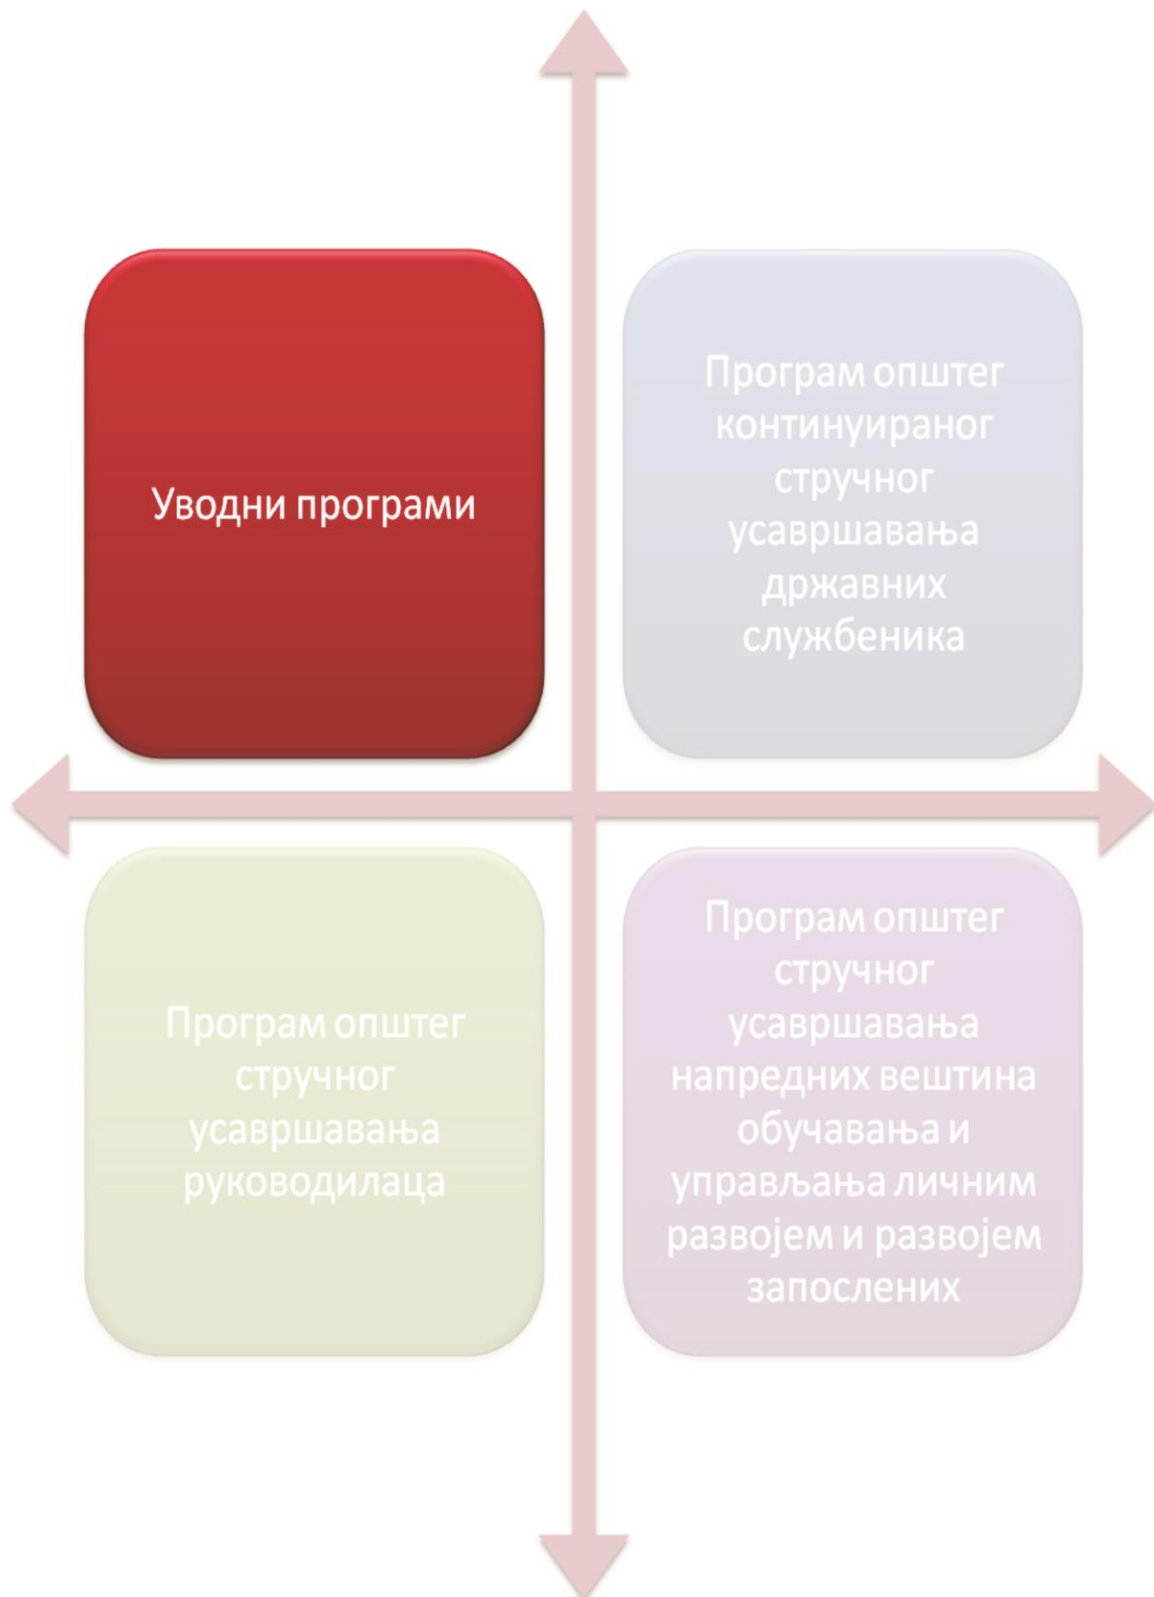 Уводни програми
Програм општег
континуираног
стручног
усавршавања
државних
службеника
Програм општег
стручног
усавршавања
руководилаца
Програм општег
стручног
усавршавања
напредних вештина
обучавања и
управљања личним
развојем и развојем
запослених